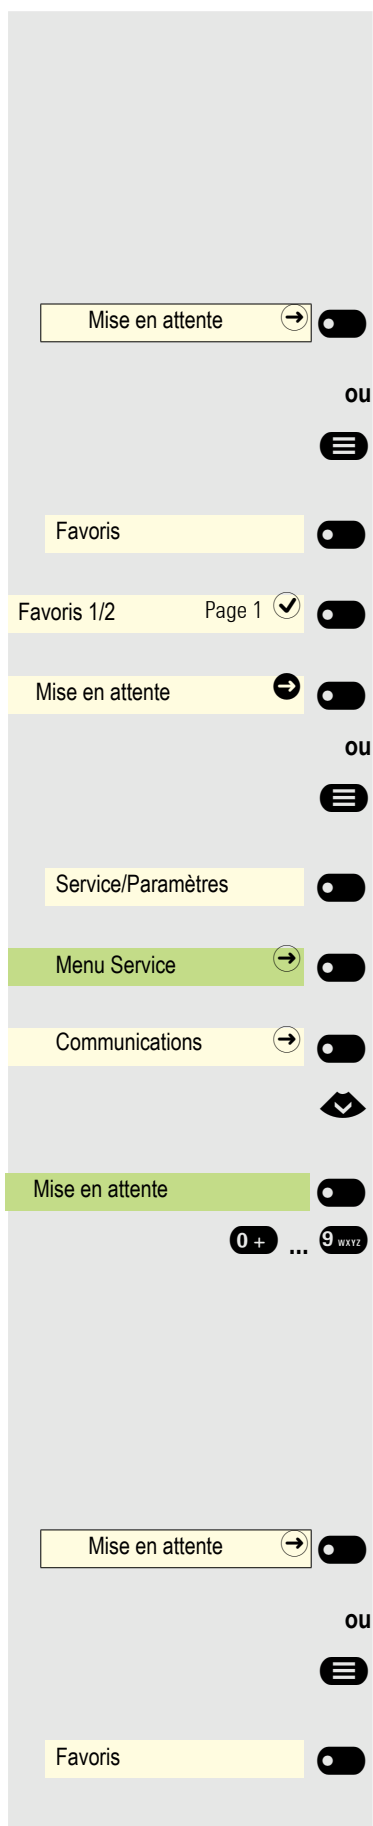 Mise en attente
ou
Favoris
Favoris 1/2 Page 1
Mise en attente
ou
Service/Paramètres
Menu Service
Communications
Mise en attente
0 + ... 9 WXYZ
Mise en attente
ou
Favoris